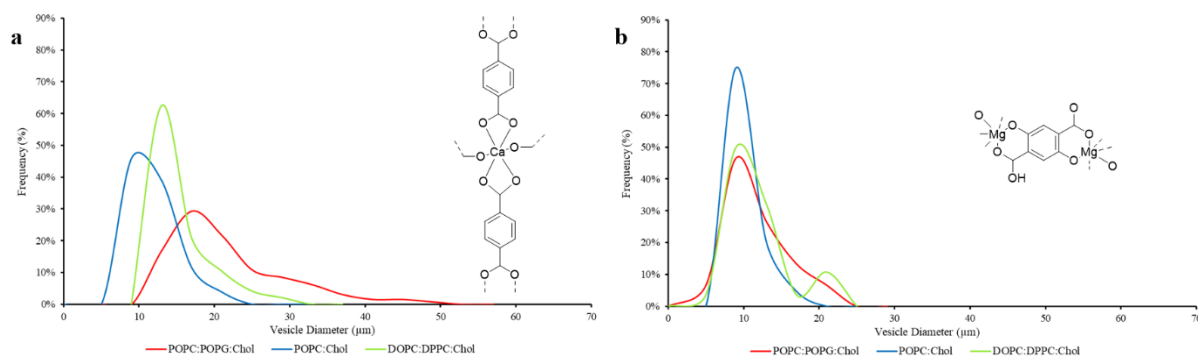 a
90%
80%
70%
60%
50%
40%
30%
20%
10%
0%
Frequency (%)
0 10 20 30 40 50 60 70
Vesicle Diameter (µm)
POPC:POPG:Chol POPC:Chol DOPC:DPPC:Chol
O O
O O
O Ca O
O O
O O
b
90%
80%
70%
60%
50%
40%
30%
20%
10%
0%
Frequency (%)
0 10 20 30 40 50 60 70
Vesicle Diameter (µm)
POPC:POPG:Chol POPC:Chol DOPC:DPPC:Chol
O O
Mg O
O O
O Mg
OH O